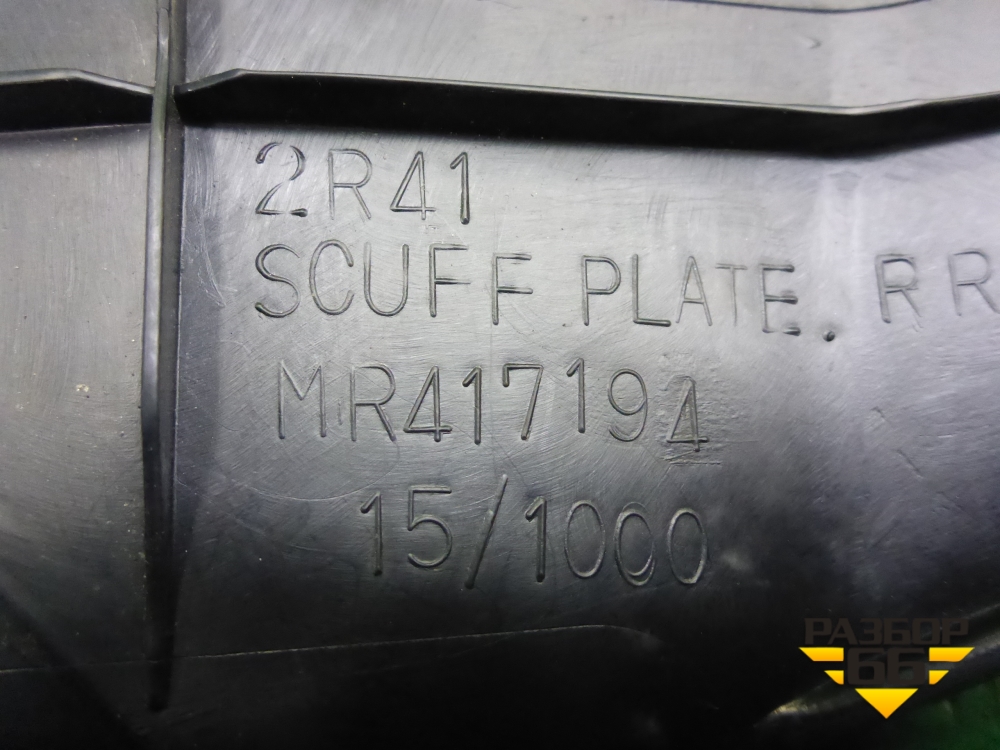 2R41
SCUFF PLATE. RR
MR417194
15/1000
РАЗБОР
66